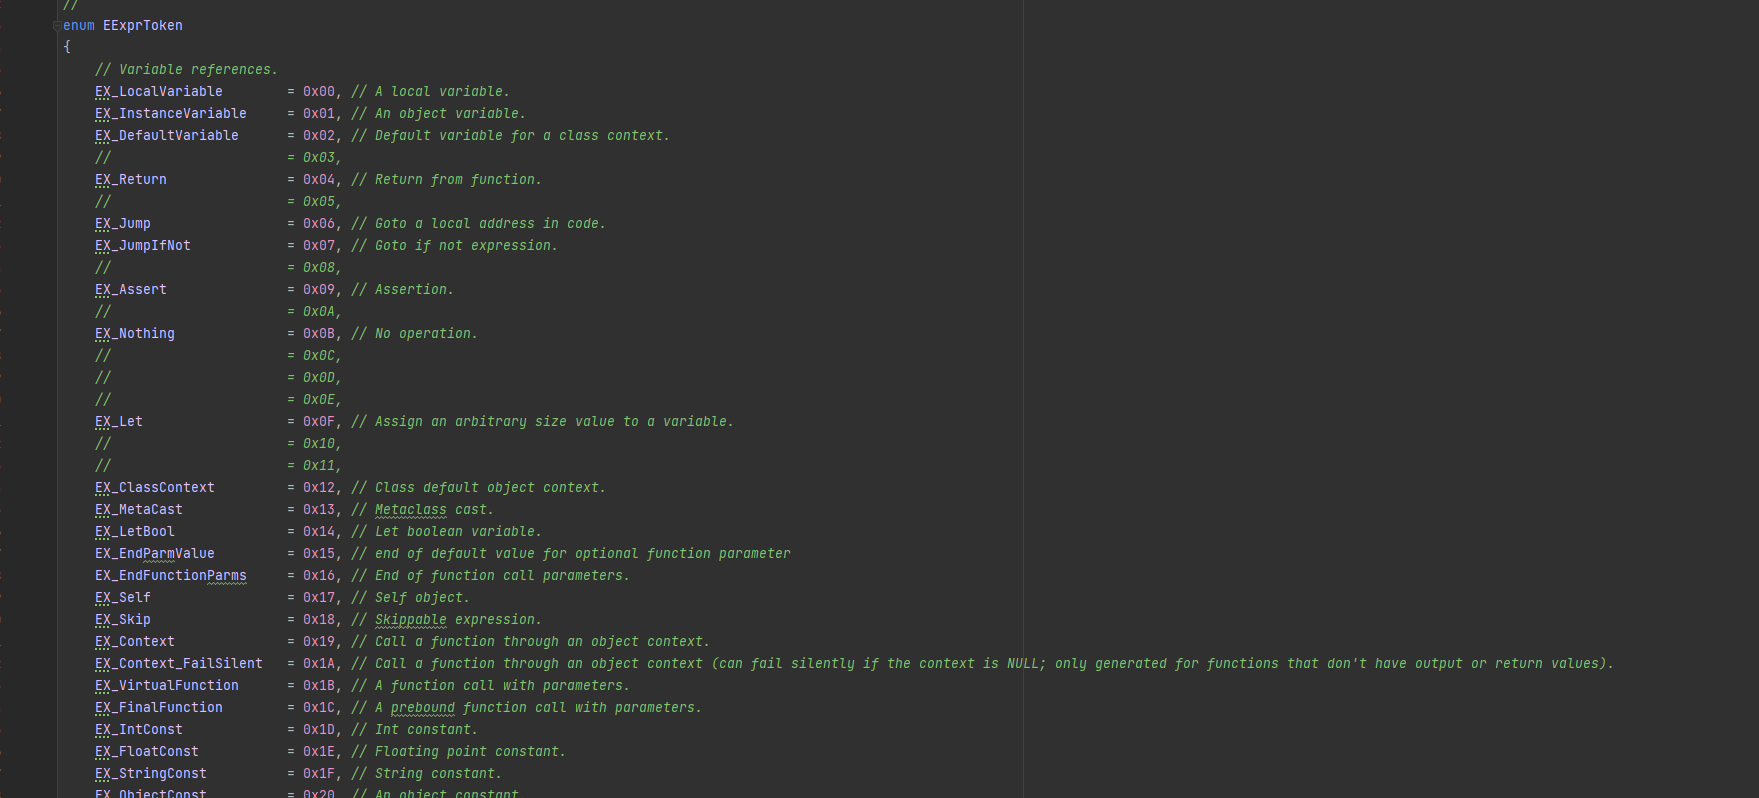 //
enum EExprToken
{
// Variable references.
EX_LocalVariable = 0x00, // A local variable.
EX_InstanceVariable = 0x01, // An object variable.
EX_DefaultVariable = 0x02, // Default variable for a class context.
// = 0x03,
EX_Return = 0x04, // Return from function.
// = 0x05,
EX_Jump = 0x06, // Goto a local address in code.
EX_JumpIfNot = 0x07, // Goto if not expression.
// = 0x08,
EX_Assert = 0x09, // Assertion.
// = 0x0A,
EX_Nothing = 0x0B, // No operation.
// = 0x0C,
// = 0x0D,
// = 0x0E,
EX_Let = 0x0F, // Assign an arbitrary size value to a variable.
// = 0x10,
// = 0x11,
EX_ClassContext = 0x12, // Class default object context.
EX_MetaCast = 0x13, // Metaclass cast.
EX_LetBool = 0x14, // Let boolean variable.
EX_EndParmValue = 0x15, // end of default value for optional function parameter
EX_EndFunctionParms = 0x16, // End of function call parameters.
EX_Self = 0x17, // Self object.
EX_Skip = 0x18, // Skippable expression.
EX_Context = 0x19, // Call a function through an object context.
EX_Context_FailSilent = 0x1A, // Call a function through an object context (can fail silently if the context is NULL; only generated for functions that don't have output or return values).
EX_VirtualFunction = 0x1B, // A function call with parameters.
EX_FinalFunction = 0x1C, // A prebound function call with parameters.
EX_IntConst = 0x1D, // Int constant.
EX_FloatConst = 0x1E, // Floating point constant.
EX_StringConst = 0x1F, // String constant.
EX_ObjectConst = 0x20, // An object constant.